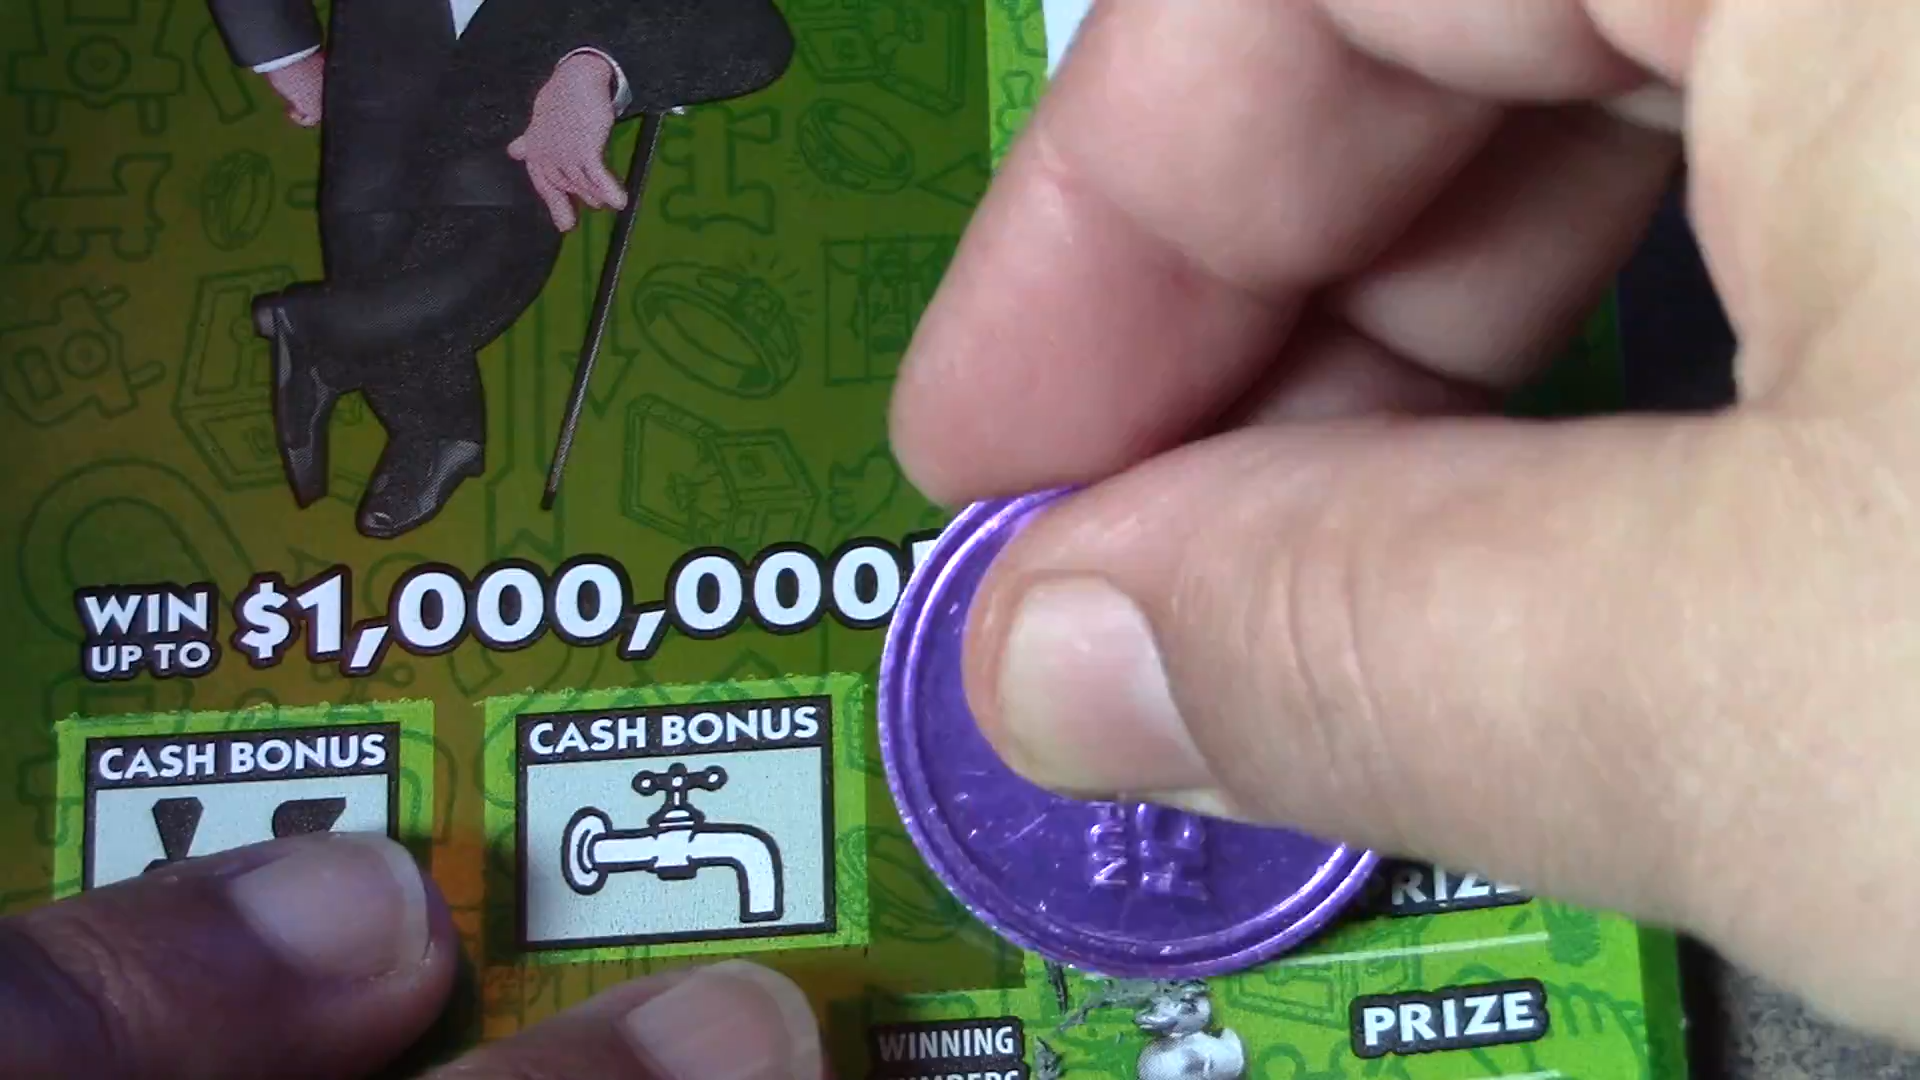 WIN
UP TO
$1,000,000
CASH BONUS
CASH BONUS
PRIZE
PRIZE
WINNING